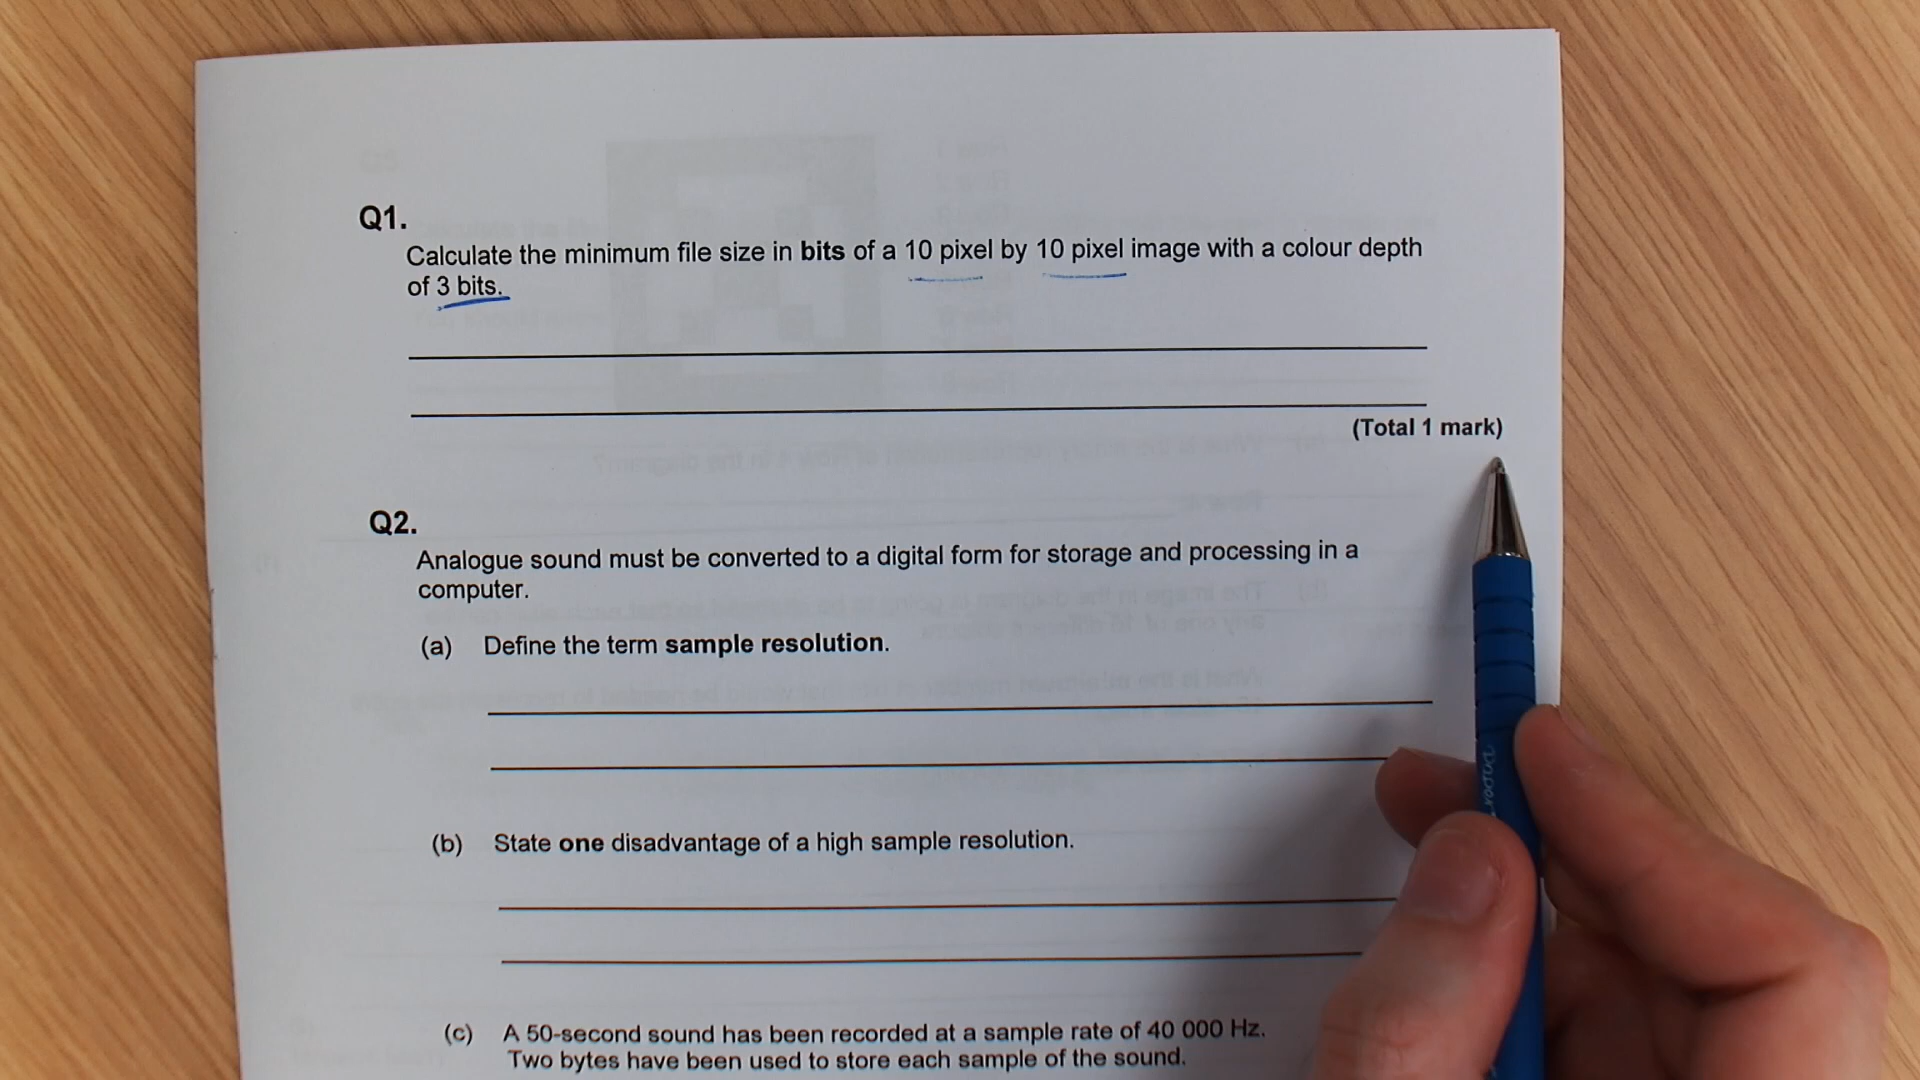 Q1.
Calculate the minimum file size in bits of a 10 pixel by 10 pixel image with a colour depth
of 3 bits.
(Total 1 mark)
Q2.
Analogue sound must be converted to a digital form for storage and processing in a
computer.
(a) Define the term sample resolution.
(b) State one disadvantage of a high sample resolution.
(c) A 50-second sound has been recorded at a sample rate of 40 000 Hz.
Two bytes have been used to store each sample of the sound.